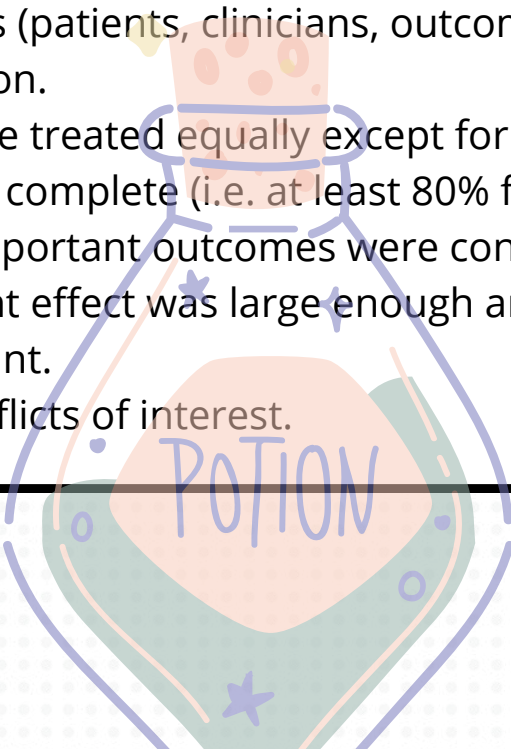 s (patients, clinicians, outcon
on.
e treated equally except for
complete (i.e. at least 80% f
portant outcomes were con
nt effect was large enough a
nt.
flicts of interest.
POTION